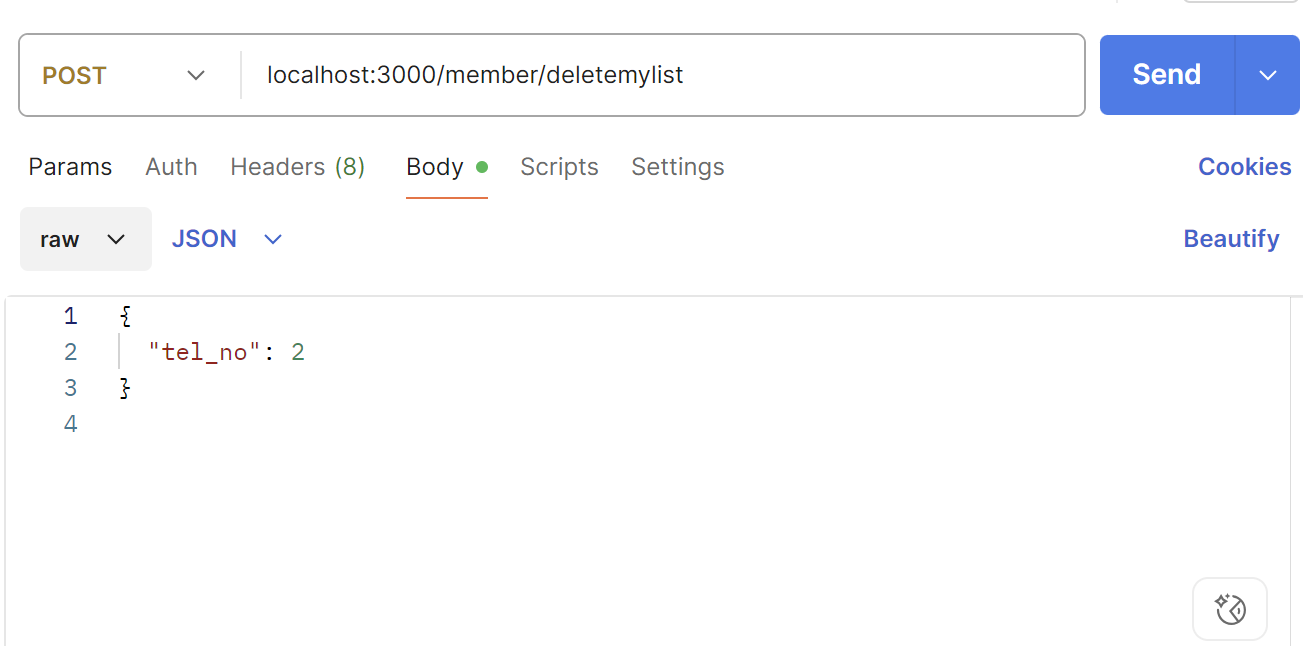 POST localhost:3000/member/deletemylist Send
Params Auth Headers (8) Body Scripts Settings Cookies
raw JSON Beautify
1 {
2 "tel_no": 2
3 }
4